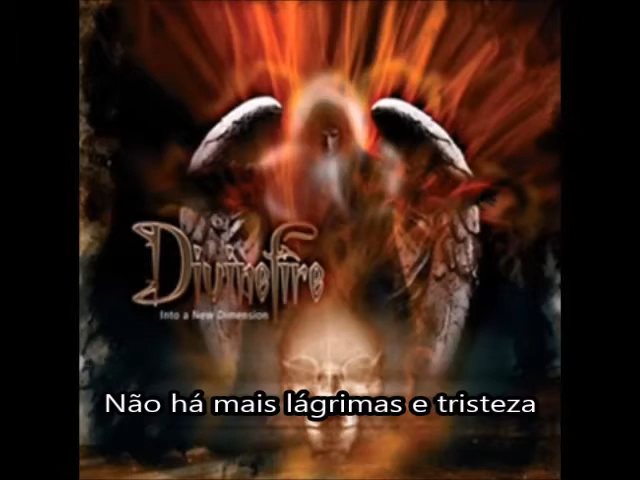 Divinefire
Into a New Dimension
Não há mais lágrimas e tristeza